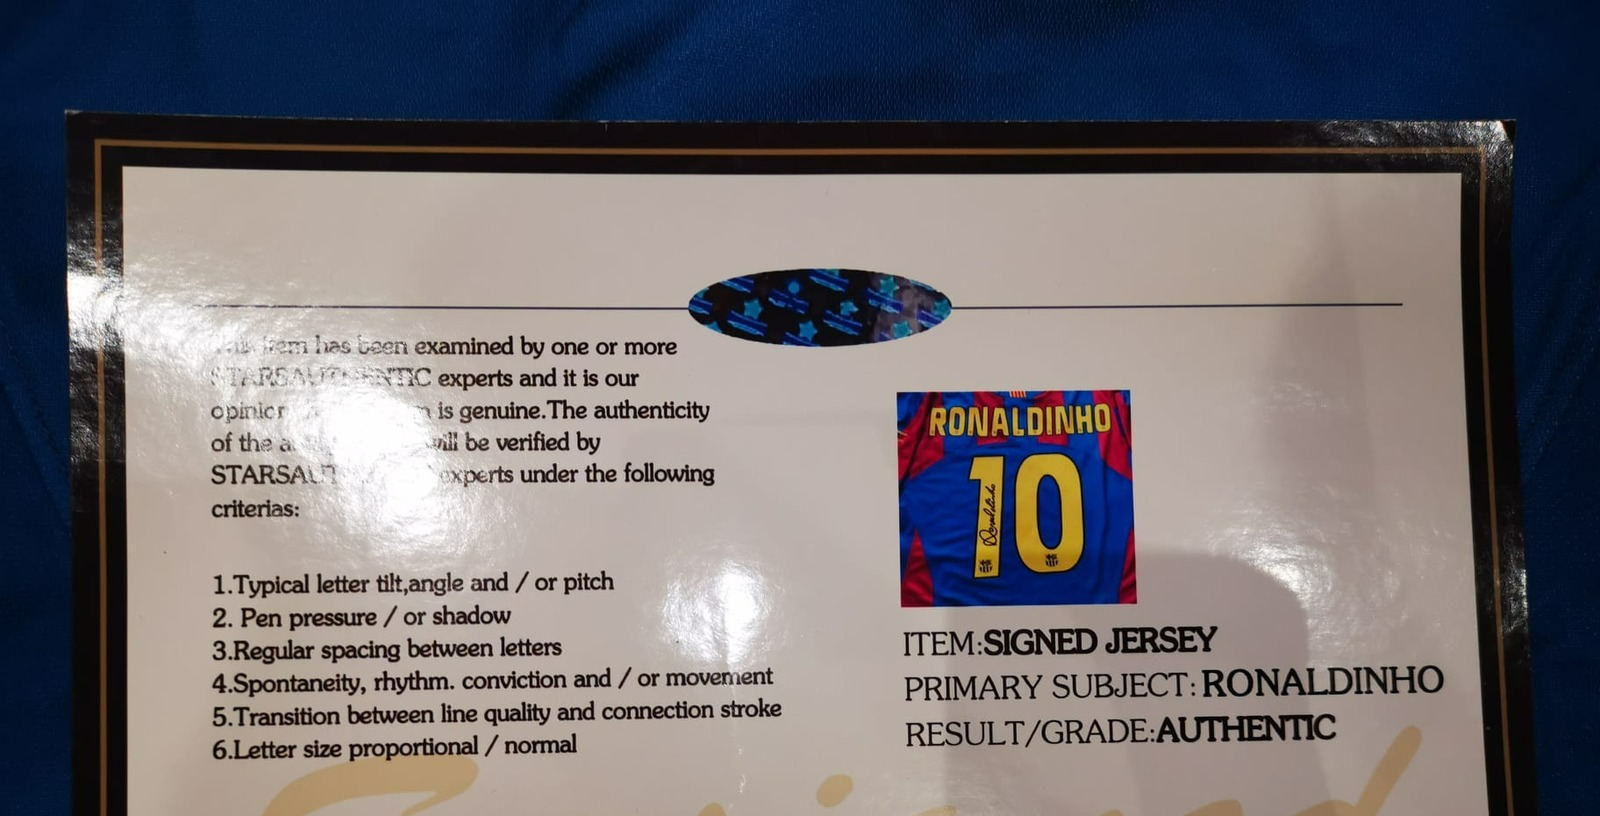 This item has been examined by one or more
STARSAUTHENTIC experts and it is our
is genuine.The authenticity
of the will be verified by
experts under the following
criterias:
1.Typical letter tilt,angle and / or pitch
2. Pen pressure / or shadow
3.Regular spacing between letters
4.Spontaneity, rhythm. conviction and / or movement
5.Transition between line quality and connection stroke
6.Letter size proportional / normal
RONALDINHO
10
Ronaldinho
ITEM:SIGNED JERSEY
PRIMARY SUBJECT: RONALDINHO
RESULT/GRADE:AUTHENTIC